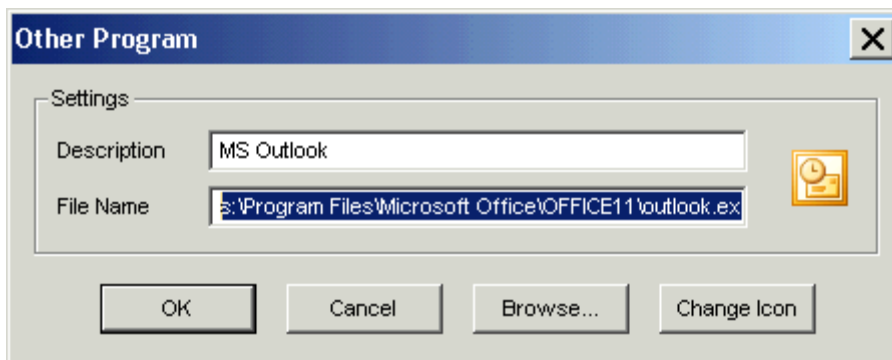 Other Program
Settings
Description MS Outlook
File Name s:\Program Files\Microsoft Office\OFFICE11\outlook.ex
OK Cancel Browse... Change Icon